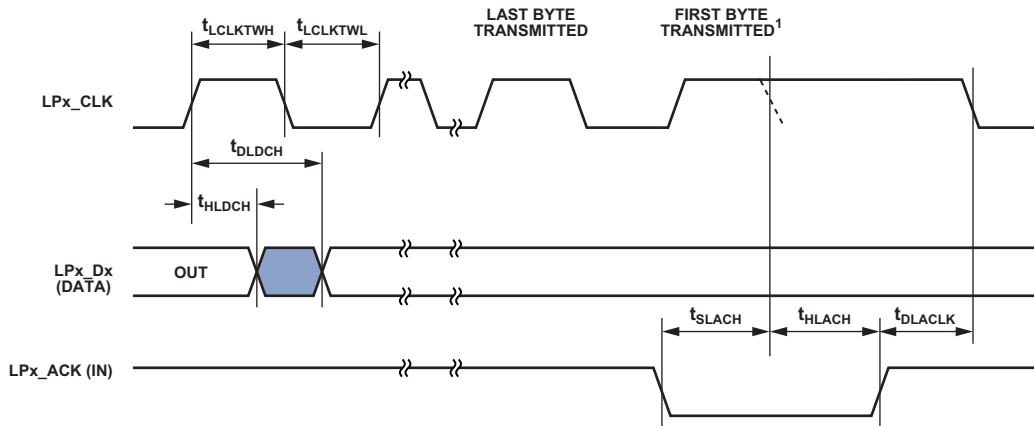 LAST BYTE
TRANSMITTED
FIRST BYTE
TRANSMITTED1
tLCLKTWH
tLCLKTWL
LPx_CLK
tDLDCH
tHLDCH
LPx_Dx
(DATA)
OUT
tSLACH
tHLACH
tDLACLK
LPx_ACK (IN)